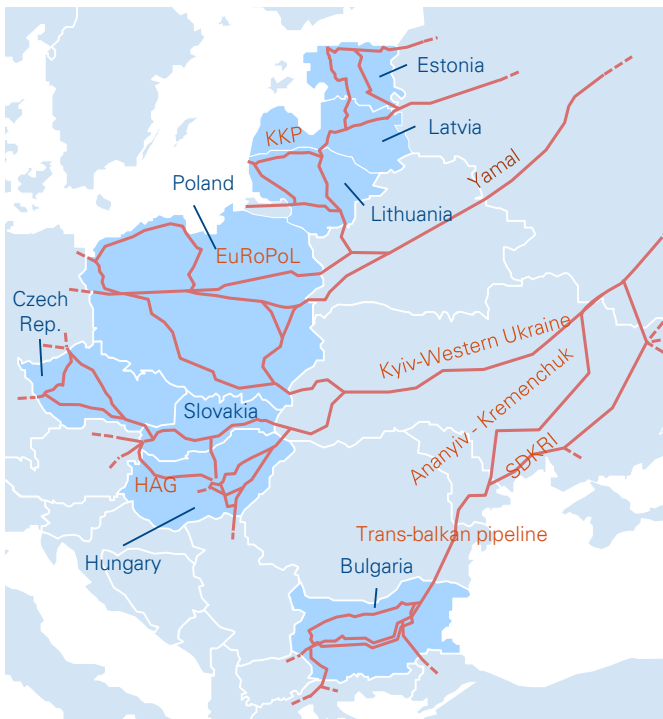 Estonia
Latvia
KKP
Yamal
Poland
Lithuania
EuRoPoL
Czech
Rep.
Kyiv-Western Ukraine
Ananyiv - Kremenchuk
Slovakia
SDKRI
HAG
Trans-balkan pipeline
Hungary
Bulgaria